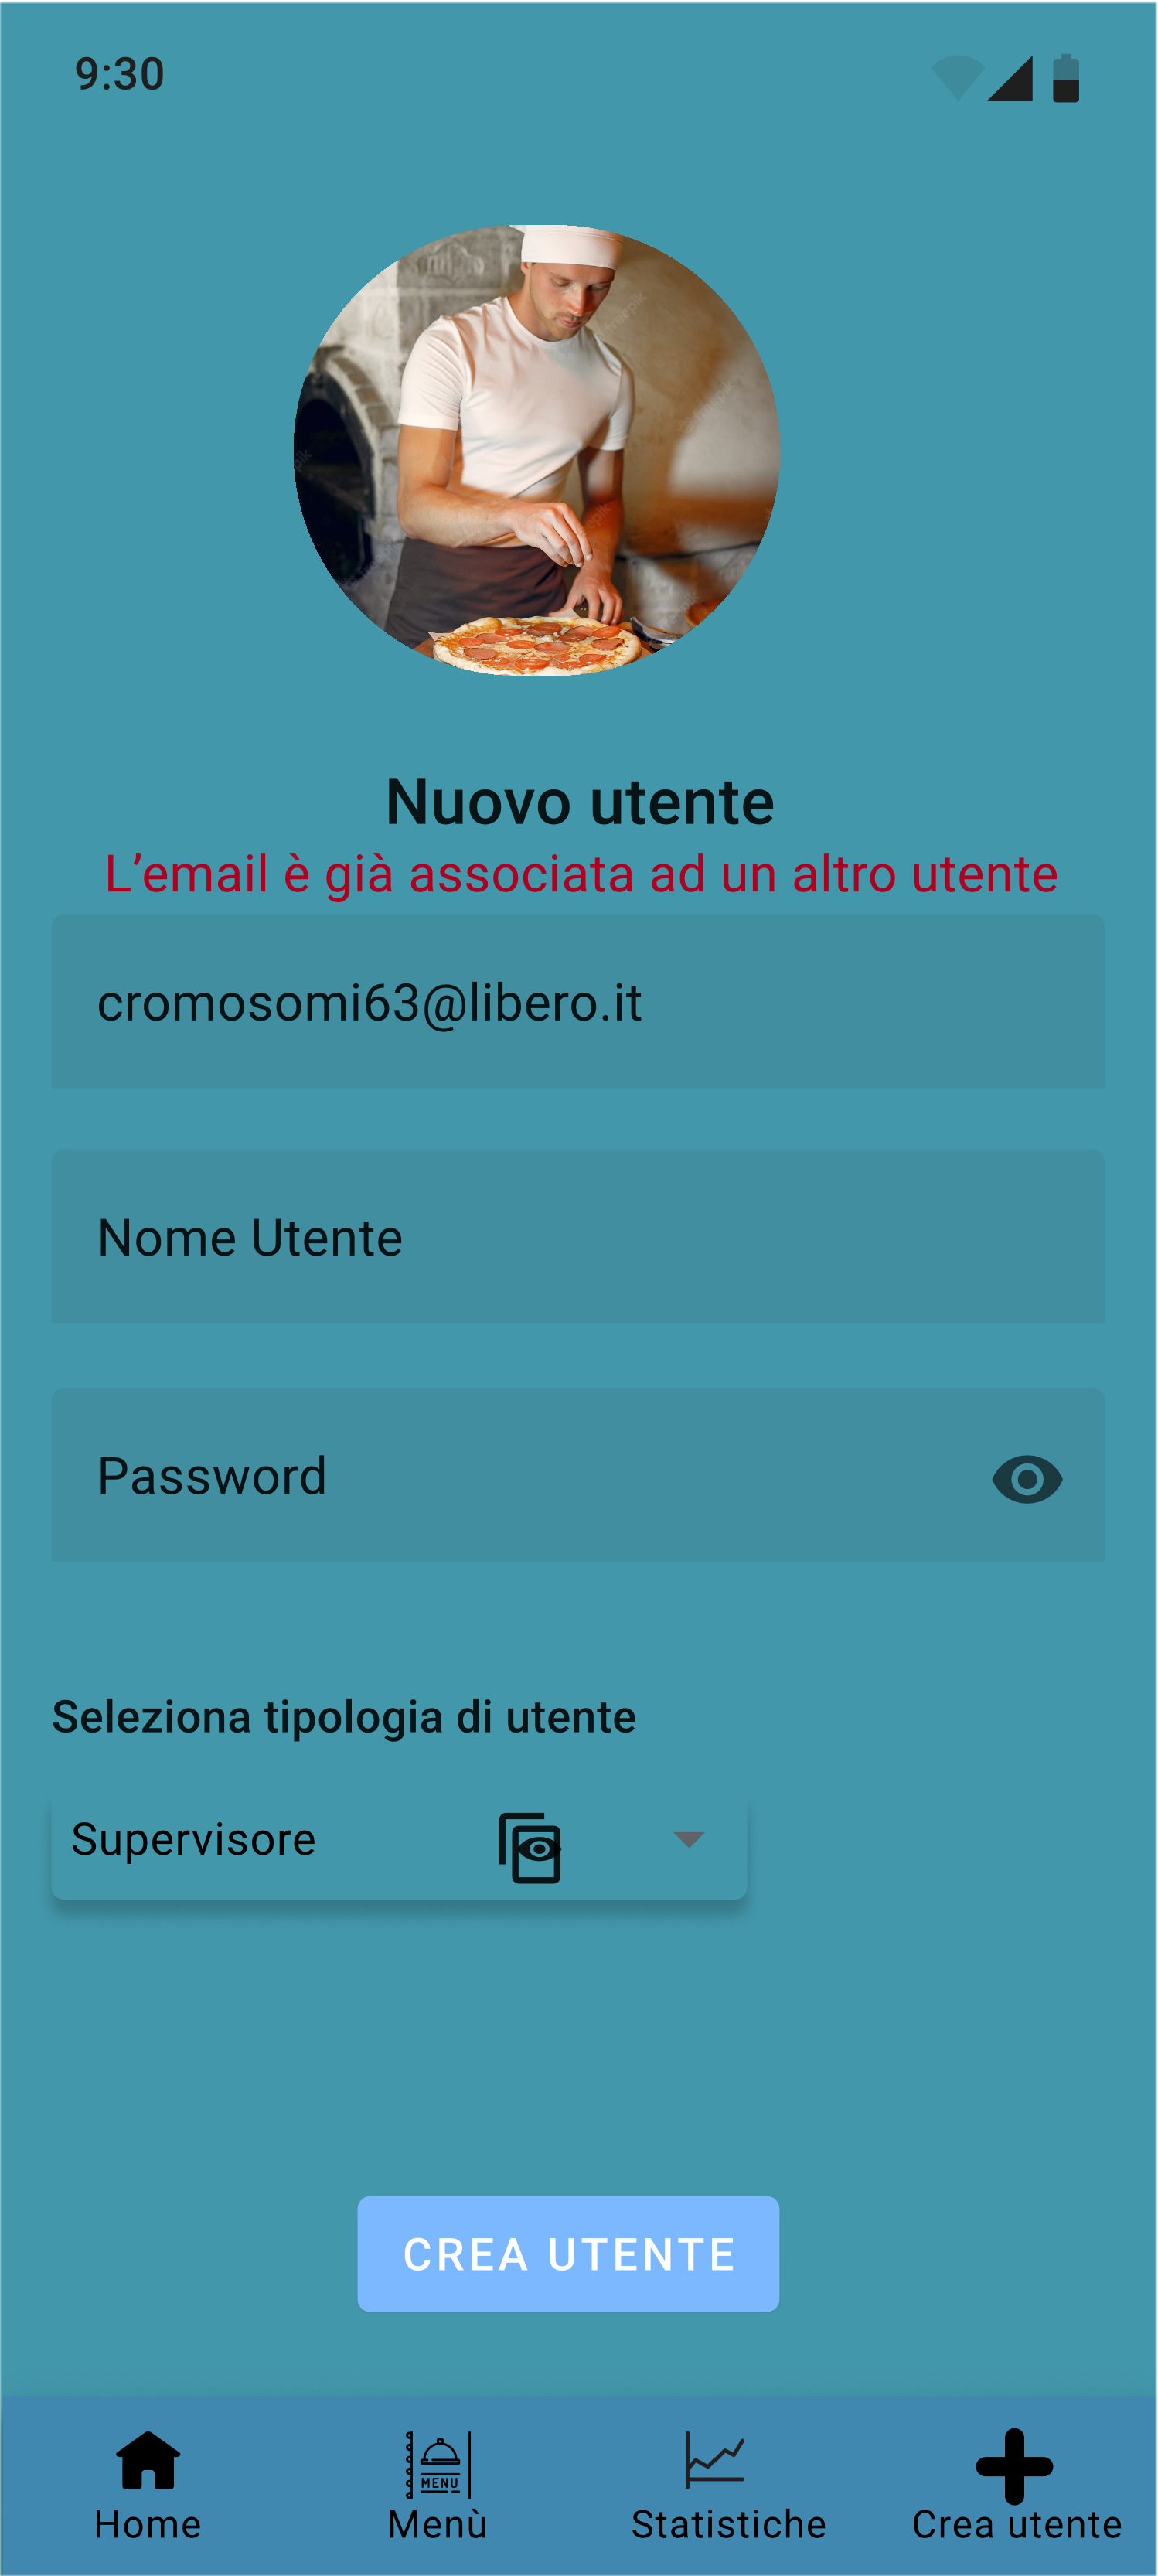 9:30
Nuovo utente
L’email è già associata ad un altro utente
cromosomi63@libero.it
Nome Utente
Password
Seleziona tipologia di utente
Supervisore
CREA UTENTE
MENU
Home
Menù
Statistiche
Crea utente